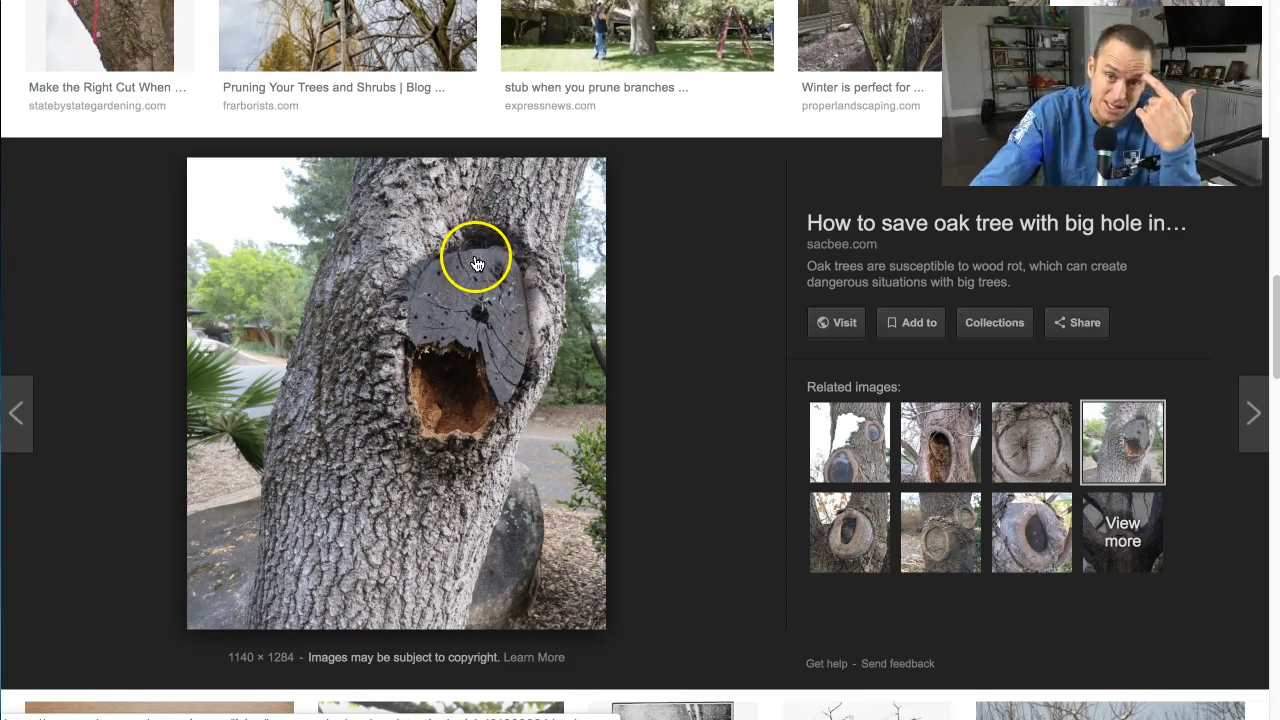 Make the Right Cut When ...
statebystategardening.com
Pruning Your Trees and Shrubs | Blog ...
frarborists.com
stub when you prune branches ...
expressnews.com
Winter is perfect for ...
properlandscaping.com
How to save oak tree with big hole in...
sacbee.com
Oak trees are susceptible to wood rot, which can create
dangerous situations with big trees.
Visit
Add to
Collections
Share
Related images:
View
more
1140 × 1284 - Images may be subject to copyright. Learn More
Get help - Send feedback